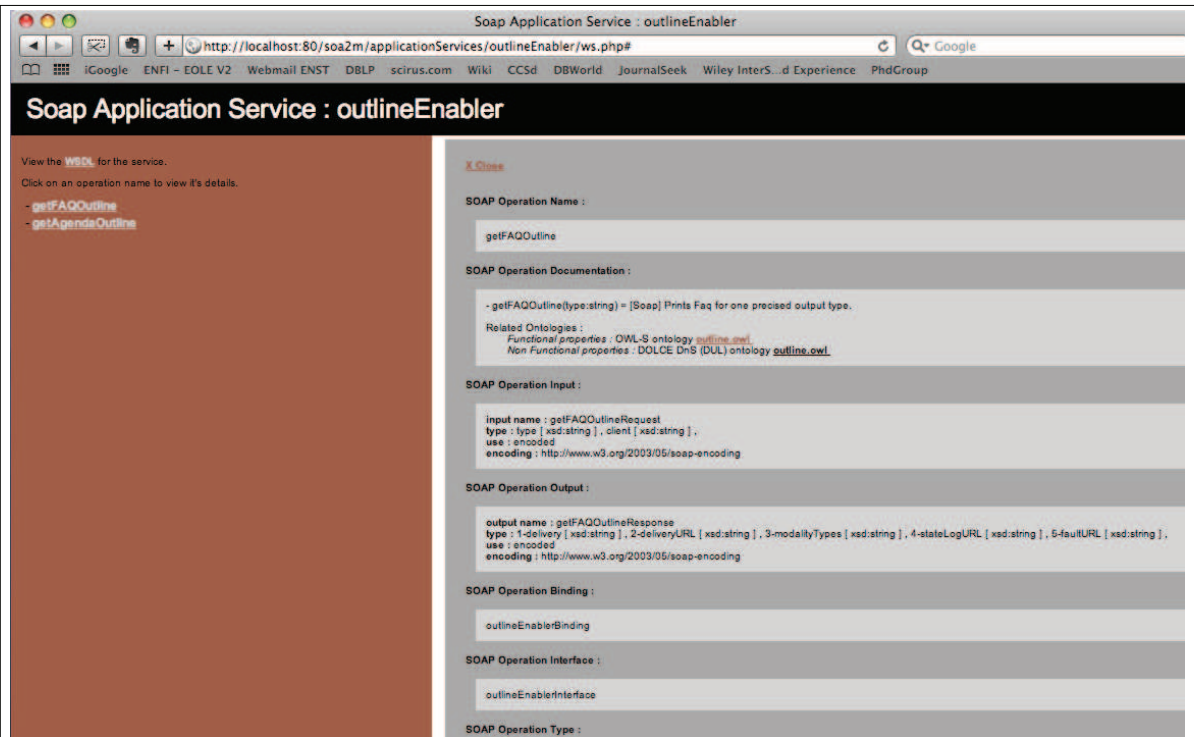 Soap Application Service : outlineEnabler
http://localhost:80/soa2m/applicationServices/outlineEnabler/ws.php#
Google
iGoogle ENFI – EOLE V2 Webmail ENST DBLP scirus.com Wiki CCSd DBWorld JournalSeek Wiley InterS...d Experience PhdGroup
Soap Application Service : outlineEnabler
View the WSDL for the service.
Click on an operation name to view it's details.
- getFAQOutline
- getAgendaOutline
X Close
SOAP Operation Name :
getFAQOutline
SOAP Operation Documentation :
- getFAQOutline(type:string) = [Soap] Prints Faq for one precised output type.
Related Ontologies :
Functional properties : OWL-S ontology outline.owl
Non Functional properties : DOLCE DnS (DUL) ontology outline.owl
SOAP Operation Input :
input name : getFAQOutlineRequest
type : type [ xsd:string ] , client [ xsd:string ] ,
use : encoded
encoding : http://www.w3.org/2003/05/soap-encoding
SOAP Operation Output :
output name : getFAQOutlineResponse
type : 1-delivery [ xsd:string ] , 2-deliveryURL [ xsd:string ] , 3-modalityTypes [ xsd:string ] , 4-stateLogURL [ xsd:string ] , 5-faultURL [ xsd:string ] ,
use : encoded
encoding : http://www.w3.org/2003/05/soap-encoding
SOAP Operation Binding :
outlineEnablerBinding
SOAP Operation Interface :
outlineEnablerInterface
SOAP Operation Type :